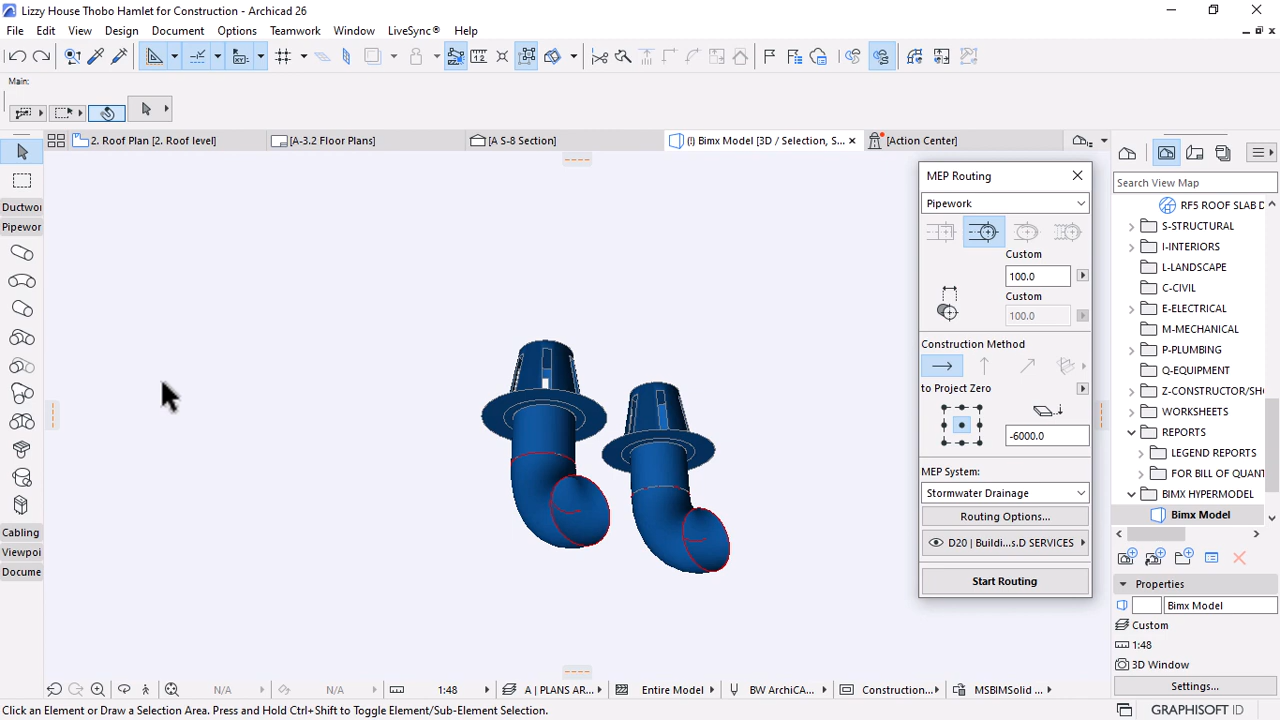 Lizzy House Thobo Hamlet for Construction - Archicad 26
File Edit View Design Document Options Teamwork Window LiveSync® Help
Main:
2. Roof Plan [2. Roof level] [A-3.2 Floor Plans] [A S-8 Section] (!) Bimx Model [3D / Selection, S... [Action Center]
Ductwo
Pipewor
Cabling
Viewpoi
Docume
MEP Routing
Pipework
Custom
100.0
Custom
100.0
Construction Method
to Project Zero
-6000.0
MEP System:
Stormwater Drainage
Routing Options...
D20 | Buildi...s.D SERVICES
Start Routing
Search View Map
RF5 ROOF SLAB D
S-STRUCTURAL
I-INTERIORS
L-LANDSCAPE
C-CIVIL
E-ELECTRICAL
M-MECHANICAL
P-PLUMBING
Q-EQUIPMENT
Z-CONSTRUCTOR/SH
WORKSHEETS
REPORTS
LEGEND REPORTS
FOR BILL OF QUANT
BIMX HYPERMODEL
Bimx Model
Properties
Bimx Model
Custom
1:48
3D Window
Settings...
N/A N/A 1:48 A | PLANS AR... Entire Model BW ArchiCA... Construction... MSBIMSolid ...
Click an Element or Draw a Selection Area. Press and Hold Ctrl+Shift to Toggle Element/Sub-Element Selection.
GRAPHISOFT ID